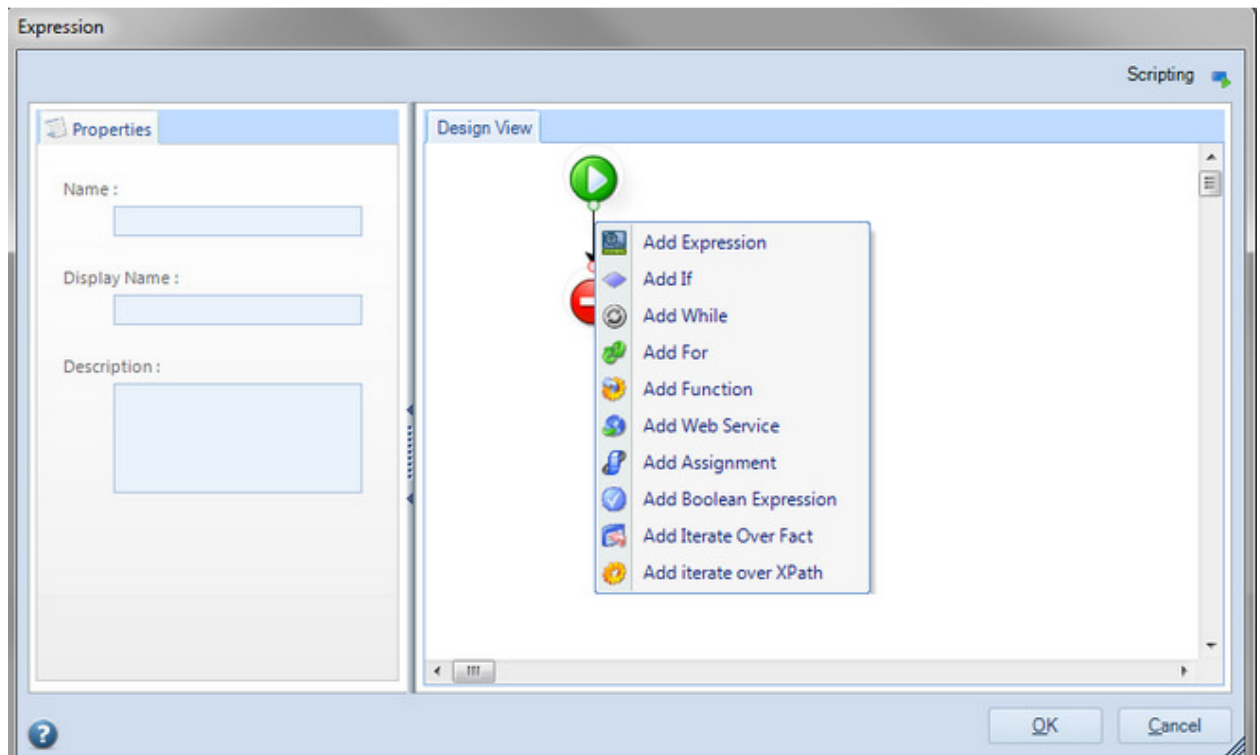 Expression
Scripting
Properties
Name :
Display Name :
Description :
Design View
Add Expression
Add If
Add While
Add For
Add Function
Add Web Service
Add Assignment
Add Boolean Expression
Add Iterate Over Fact
Add iterate over XPath
?
OK
Cancel